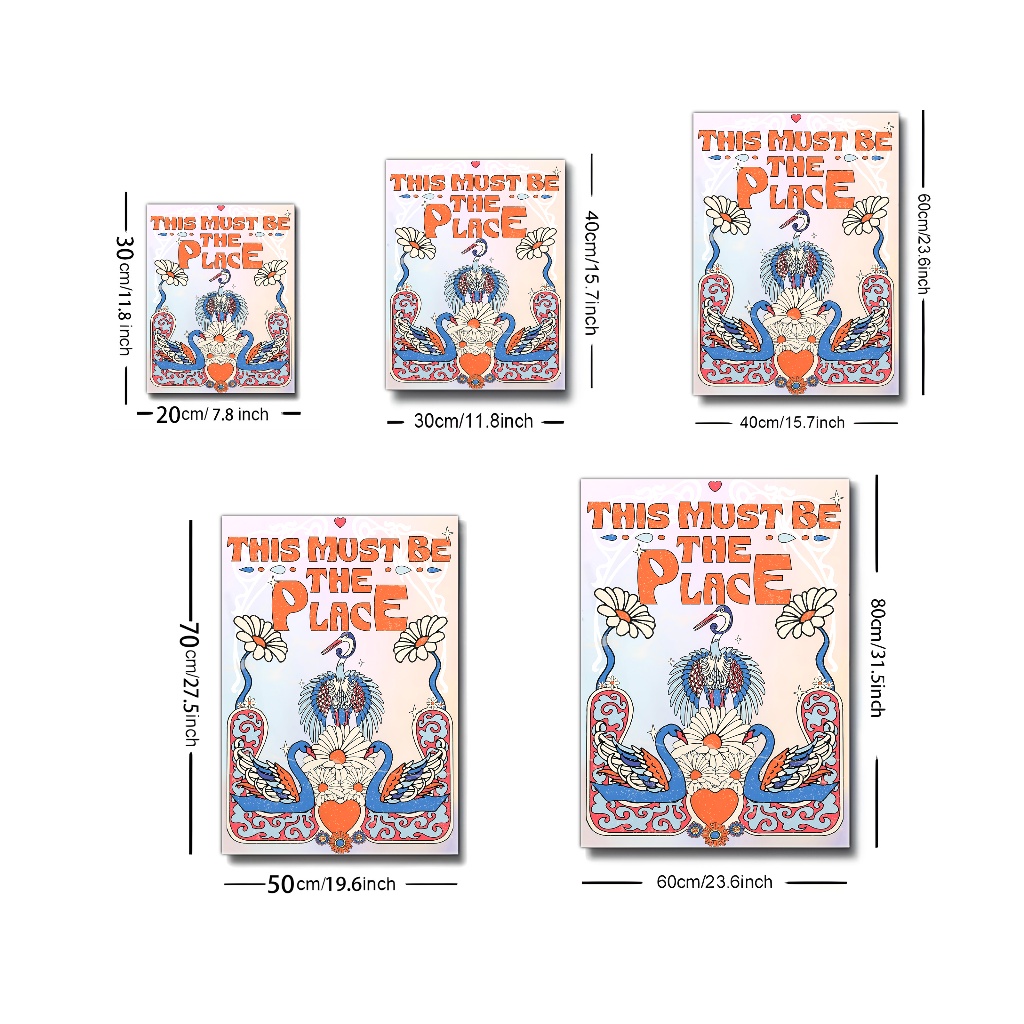 THIS MUST BE
THE
PLACE
30cm/11.8 inch
20cm/ 7.8 inch
THIS MUST BE
THE
PLACE
40cm/15.7inch
30cm/11.8inch
THIS MUST BE
THE
PLACE
60cm/23.6inch
40cm/15.7inch
THIS MUST BE
THE
PLACE
70cm/27.5inch
50cm/19.6inch
THIS MUST BE
THE
PLACE
80cm/31.5inch
60cm/23.6inch